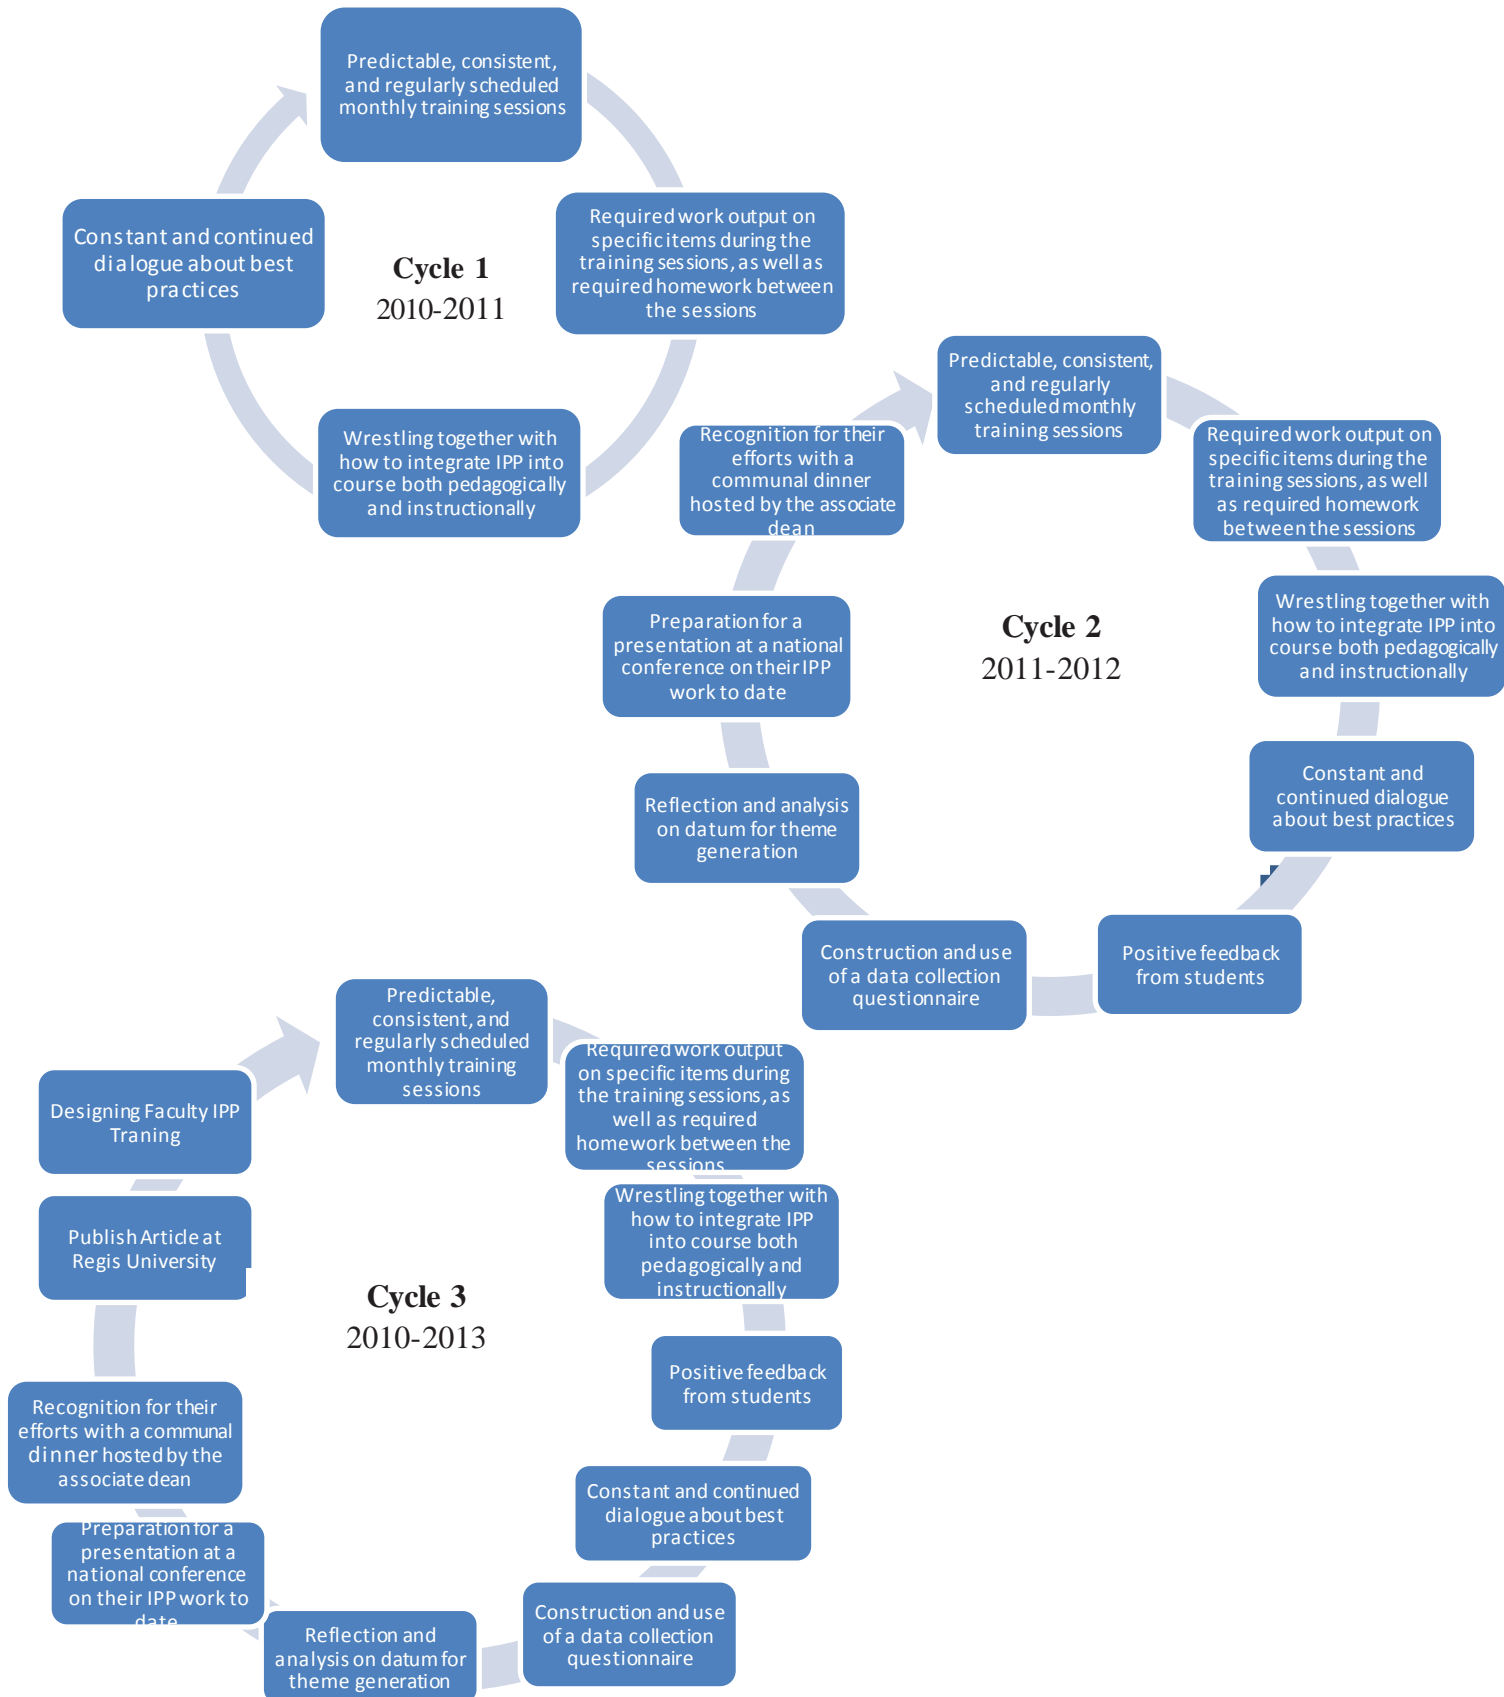 Predictable, consistent,
and regularly scheduled
monthly training sessions
Required work output on
specific items during the
training sessions, as well as
required homework between
the sessions
Wrestling together with
how to integrate IPP into
course both pedagogically
and instructionally
Constant and continued
dialogue about best
practices
Cycle 1
2010-2011
Predictable, consistent,
and regularly
scheduled monthly
training sessions
Required work output on
specific items during the
training sessions, as well
as required homework
between the sessions
Wrestling together with
how to integrate IPP into
course both pedagogically
and instructionally
Constant and
continued dialogue
about best practices
Positive feedback
from students
Construction and use
of a data collection
questionnaire
Reflection and analysis
on datum for theme
generation
Preparation for a
presentation at a national
conference on their IPP
work to date
Recognition for their
efforts with a
communal dinner
hosted by the associate
dean
Cycle 2
2011-2012
Predictable,
consistent, and
regularly scheduled
monthly training
sessions
Required work output
on specific items during
the training sessions, as
well as required
homework between the
sessions
Wrestling together with
how to integrate IPP
into course both
pedagogically and
instructionally
Positive feedback
from students
Constant and continued
dialogue about best
practices
Construction and use
of a data collection
questionnaire
Reflection and
analysis on datum for
theme generation
Preparation for a
presentation at a
national conference
on their IPP work to
date
Recognition for their
efforts with a communal
dinner hosted by the
associate dean
Publish Article at
Regis University
Designing Faculty IPP
Traning
Cycle 3
2010-2013